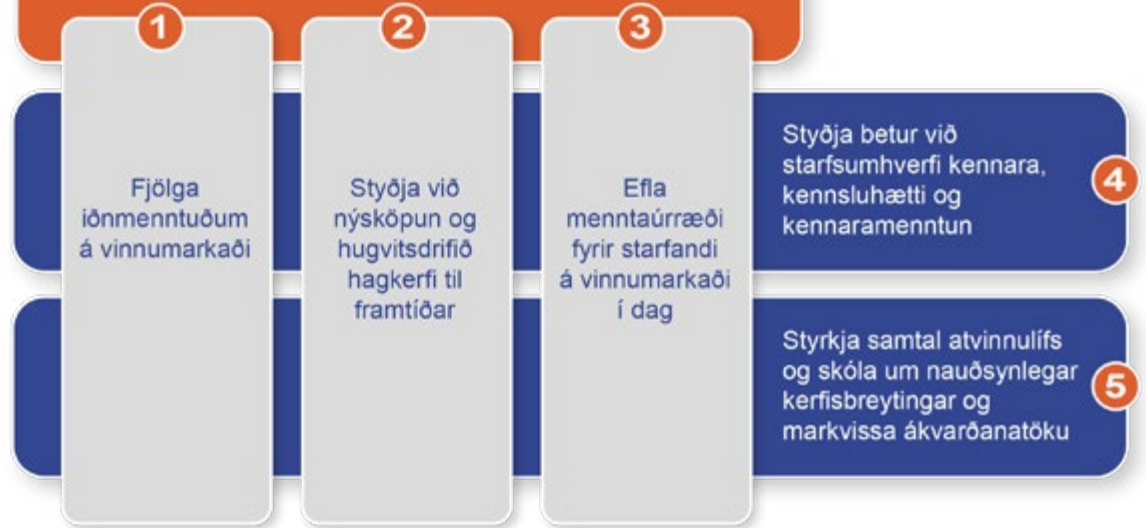 1
Fjölga
iðnmenntuðum
á vinnumarkaði
2
Styðja við
nýsköpun og
hugvitsdrifið
hagkerfi til
framtíðar
3
Efla
menntaúrræði
fyrir starfandi
á vinnumarkaði
í dag
Styðja betur við
starfsumhverfi kennara,
kennsluhætti og
kennaramenntun
4
Styrkja samtal atvinnulífs
og skóla um nauðsynlegar
kerfisbreytingar og
markvissa ákvarðanatöku
5